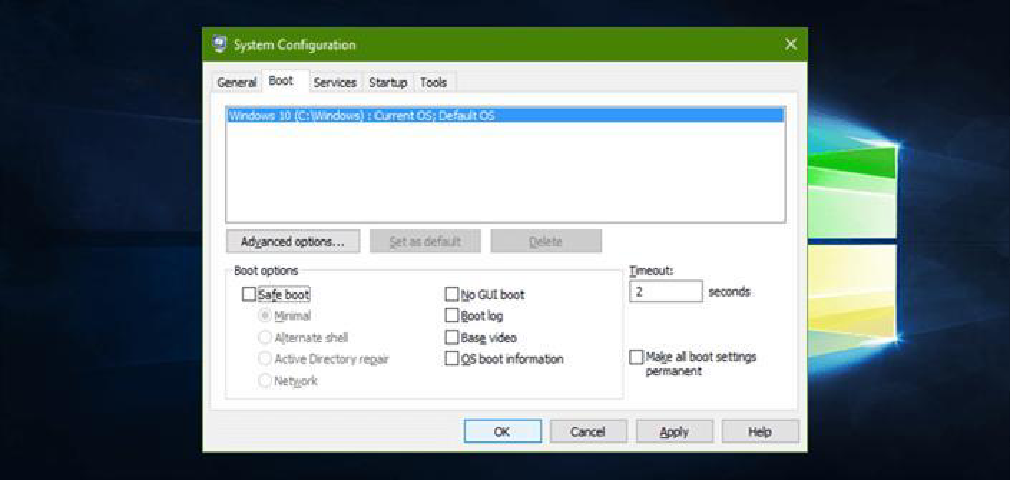 System Configuration
General Boot Services Startup Tools
Windows 10 (C:\Windows) : Current OS; Default OS
Advanced options... Set as default Delete
Boot options
Timeout:
Safe boot No GUI boot
2 seconds
Minimal Boot log
Alternate shell Base video
Active Directory repair OS boot information
Make all boot settings
permanent
Network
OK Cancel Apply Help